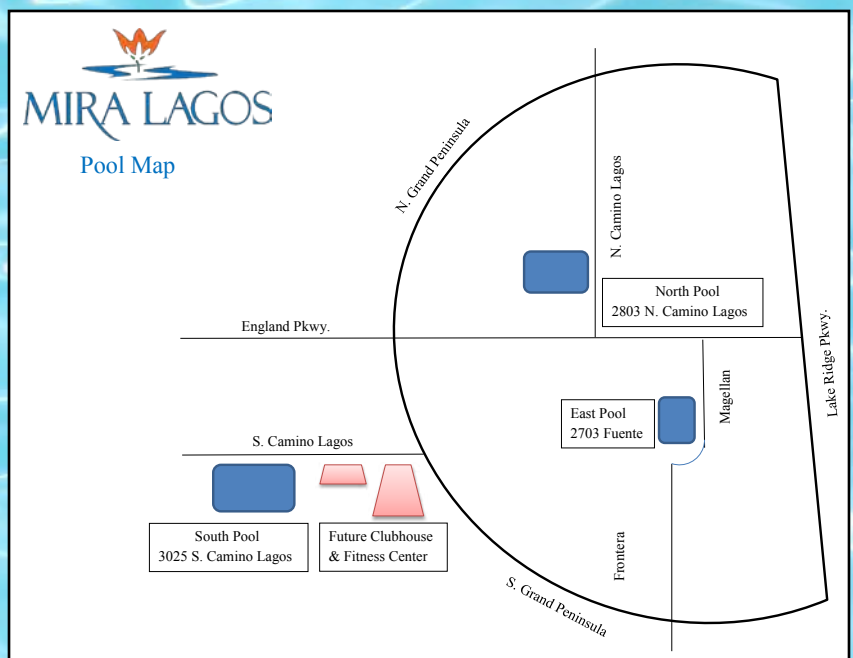 MIRA LAGOS
Pool Map
N. Grand Peninsula
N. Camino Lagos
North Pool
2803 N. Camino Lagos
England Pkwy.
Lake Ridge Pkwy.
Magellan
East Pool
2703 Fuente
S. Camino Lagos
South Pool
3025 S. Camino Lagos
Future Clubhouse
& Fitness Center
Frontera
S. Grand Peninsula